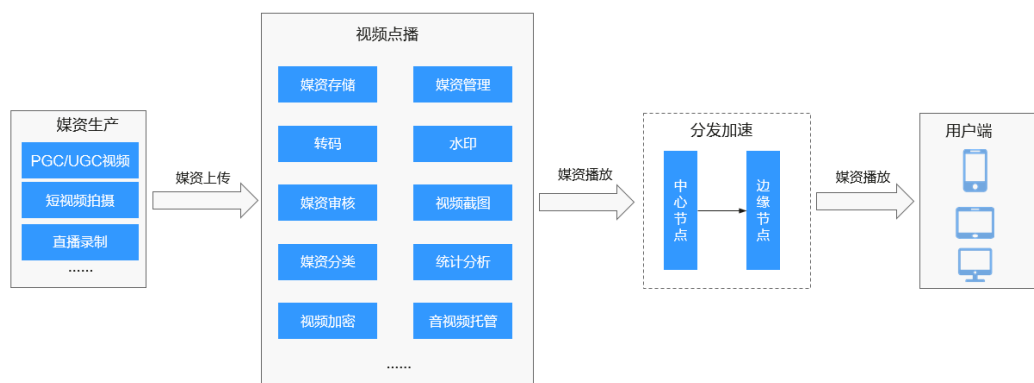 媒资生产
PGC/UGC视频
短视频拍摄
直播录制
......
媒资上传
视频点播
媒资存储
媒资管理
转码
水印
媒资审核
视频截图
媒资分类
统计分析
视频加密
音视频托管
......
媒资播放
分发加速
中心节点
边缘节点
媒资播放
用户端